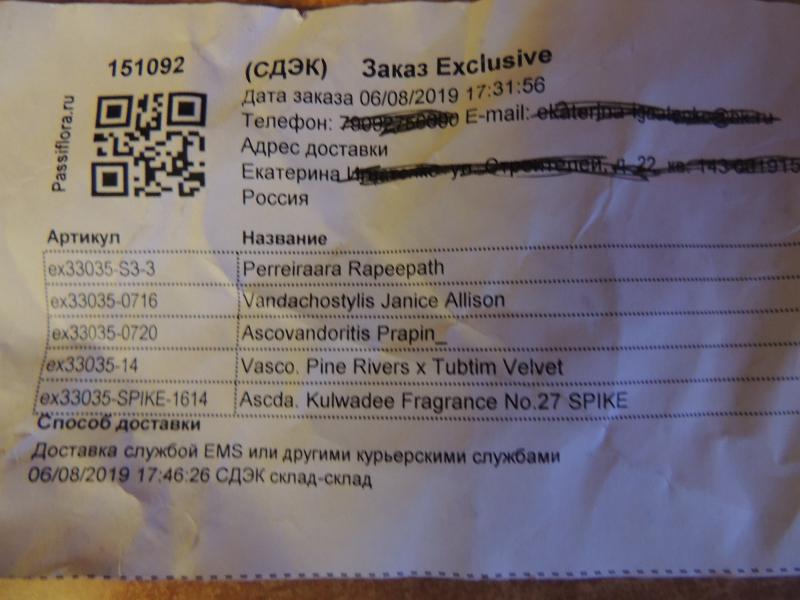 151092
(СДЭК) Заказ Exclusive
Passiflora.ru
Дата заказа 06/08/2019 17:31:56
Телефон: E-mail:
Адрес доставки
Екатерина
Россия
Артикул Название
ex33035-S3-3 Perreiraara Rapeepath
ex33035-0716 Vandachostylis Janice Allison
ex33035-0720 Ascovandoritis Prapin_
ex33035-14 Vasco. Pine Rivers x Tubtim Velvet
ex33035-SPIKE-1614 Ascda. Kulwadee Fragrance No.27 SPIKE
Способ доставки
Доставка службой EMS или другими курьерскими службами
06/08/2019 17:46:26 СДЭК склад-склад